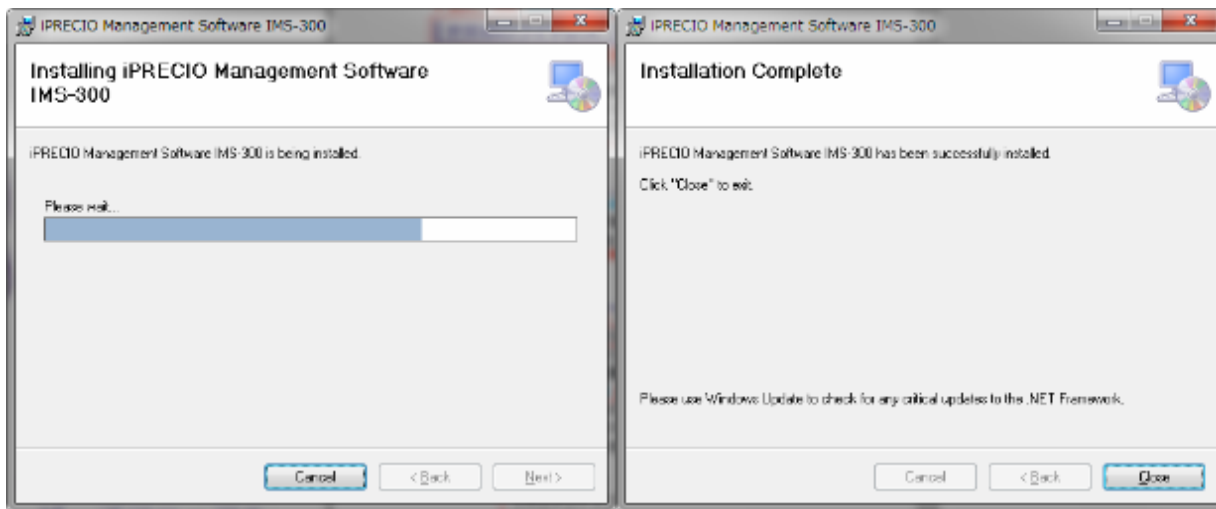 iPRECIO Management Software IMS-300
Installing iPRECIO Management Software
IMS-300
iPRECIO Management Software IMS-300 is being installed.
Please wait...
Cancel
< Back
Next >
iPRECIO Management Software IMS-300
Installation Complete
iPRECIO Management Software IMS-300 has been successfully installed.
Click "Close" to exit.
Please use Windows Update to check for any critical updates to the .NET Framework.
Cancel
< Back
Close